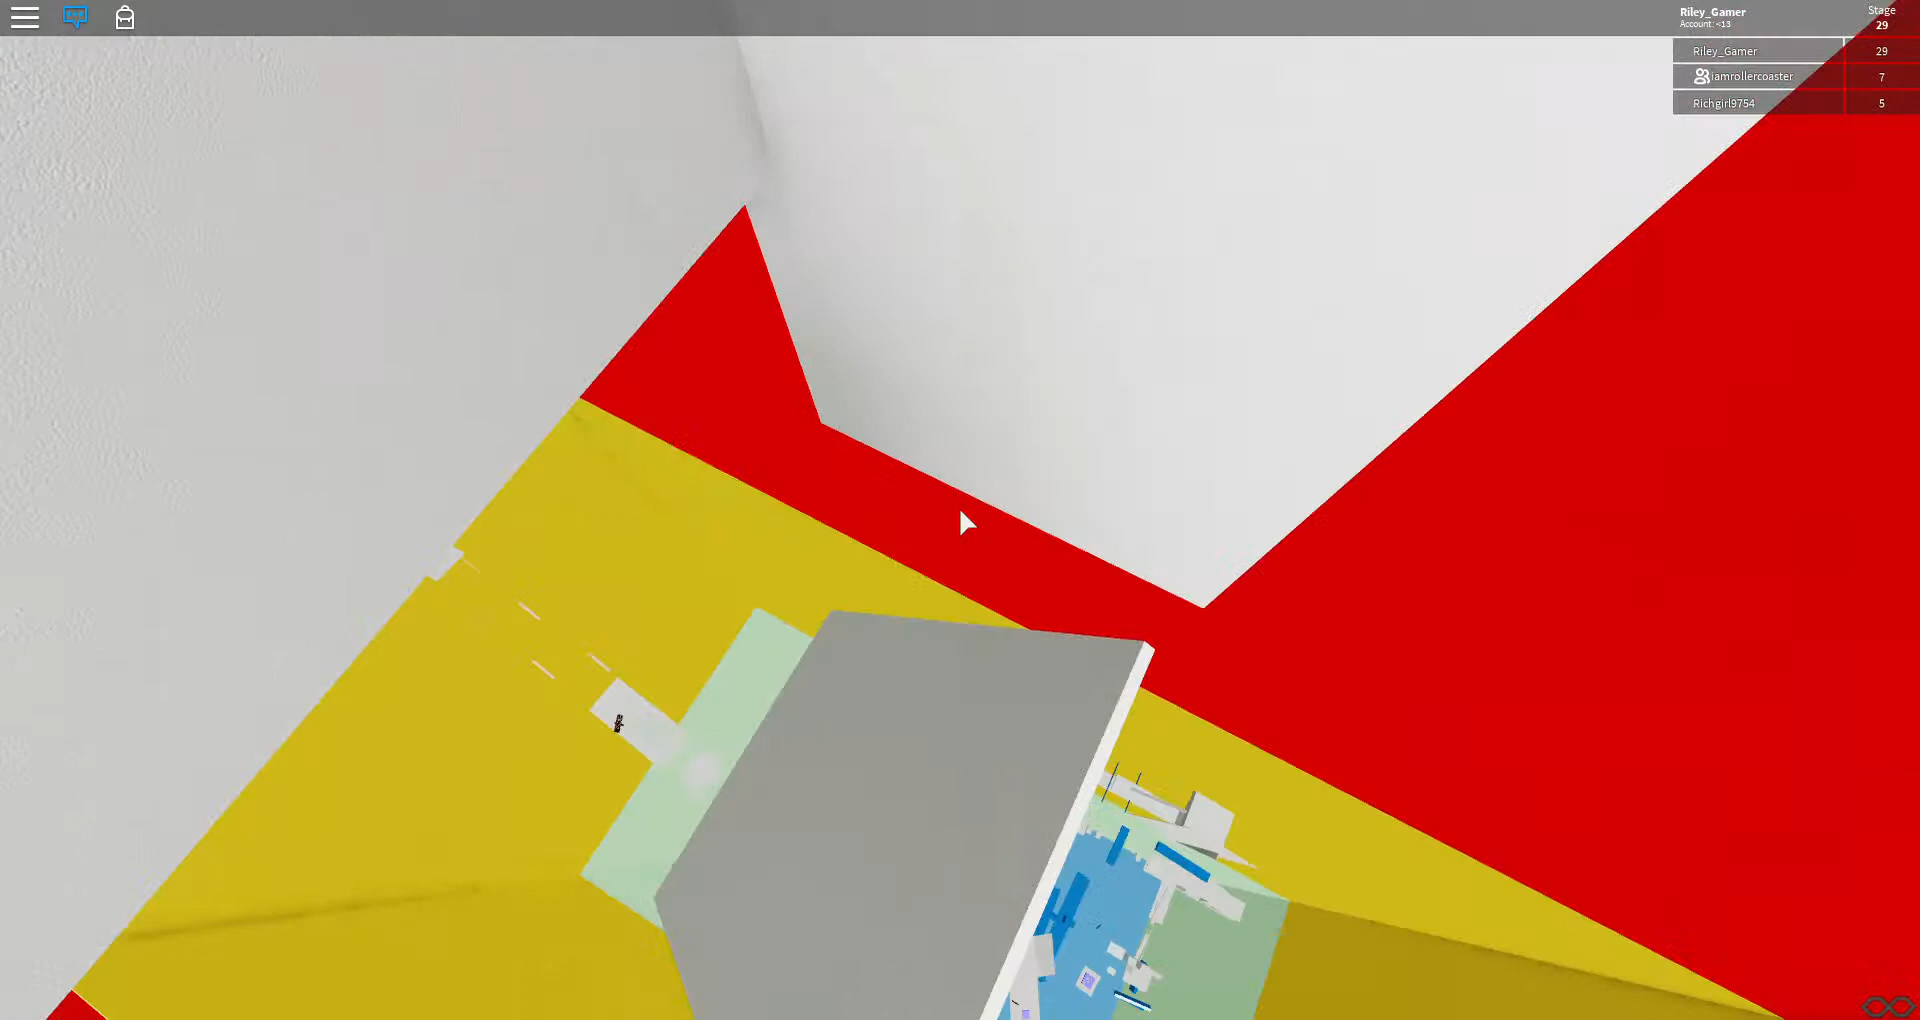 Riley_Gamer
Account: <13
Stage
29
Riley_Gamer 29
iamrollercoaster 7
Richgirl9754 5